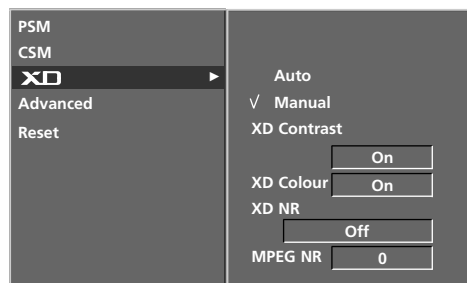 PSM
CSM
XD
Advanced
Reset
Auto
√ Manual
XD Contrast
On
XD Colour On
XD NR
Off
MPEG NR 0